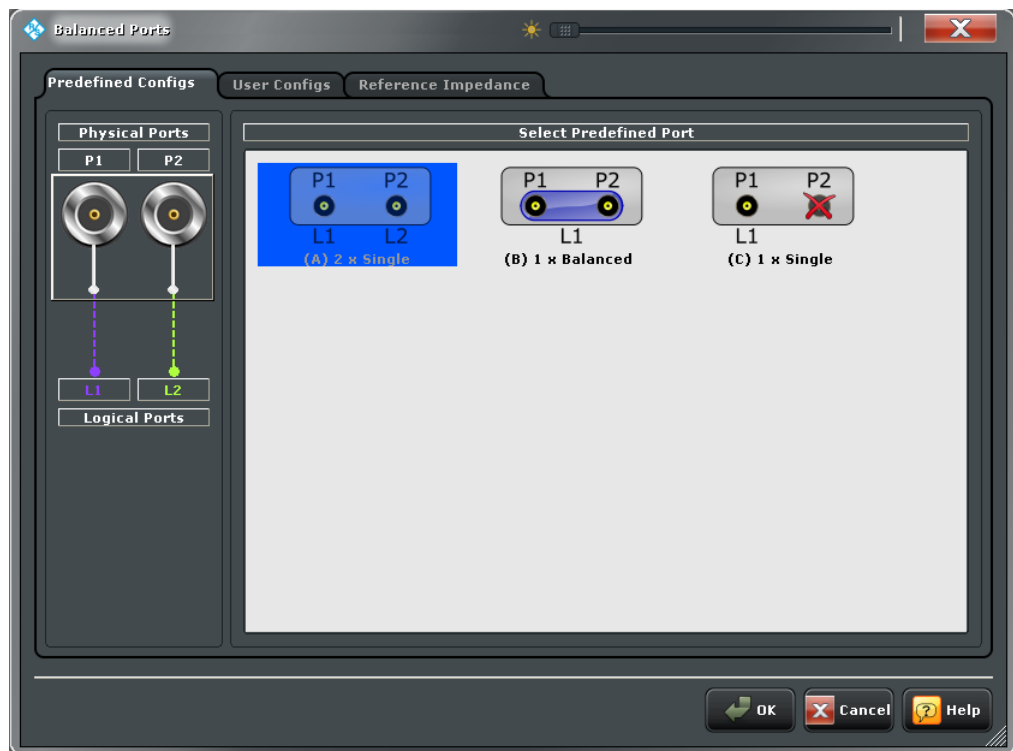 Balanced Ports
X
Predefined Configs User Configs Reference Impedance
Physical Ports
P1 P2
L1 L2
Logical Ports
Select Predefined Port
P1 P2
L1 L2
(A) 2 x Single
P1 P2
L1
(B) 1 x Balanced
P1 P2
L1
(C) 1 x Single
OK
X Cancel
? Help